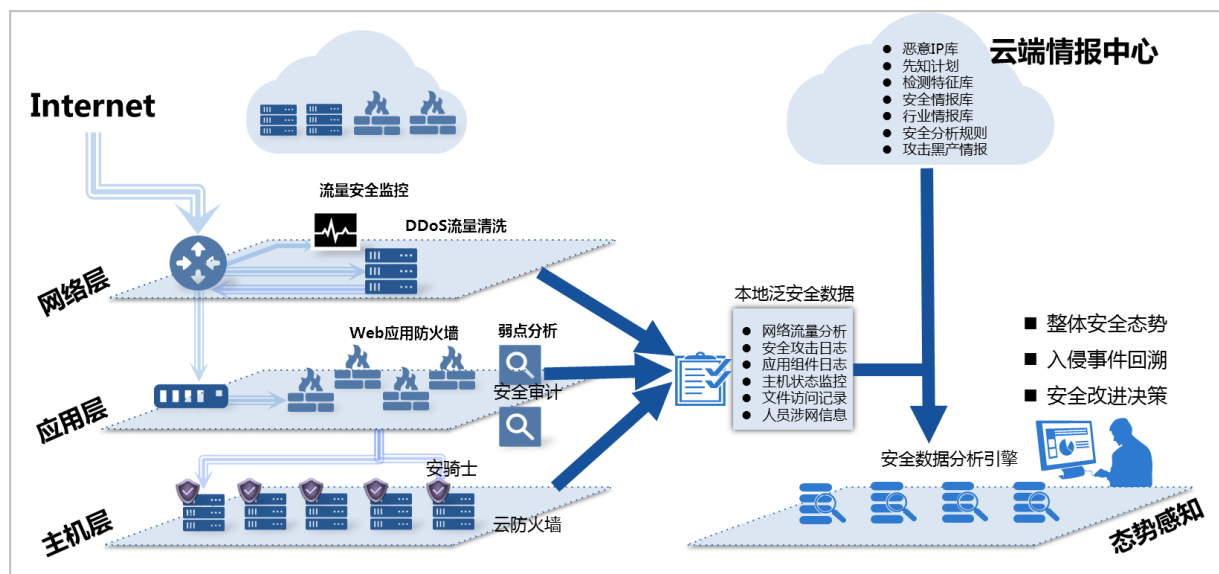 Internet
流量安全监控
DDoS流量清洗
网络层
Web应用防火墙
弱点分析
安全审计
应用层
安骑士
云防火墙
主机层
本地泛安全数据
● 网络流量分析
● 安全攻击日志
● 应用组件日志
● 主机状态监控
● 文件访问记录
● 人员涉网信息
云端情报中心
● 恶意IP库
● 先知计划
● 检测特征库
● 安全情报库
● 行业情报库
● 安全分析规则
● 攻击黑产情报
■ 整体安全态势
■ 入侵事件回溯
■ 安全改进决策
安全数据分析引擎
态势感知